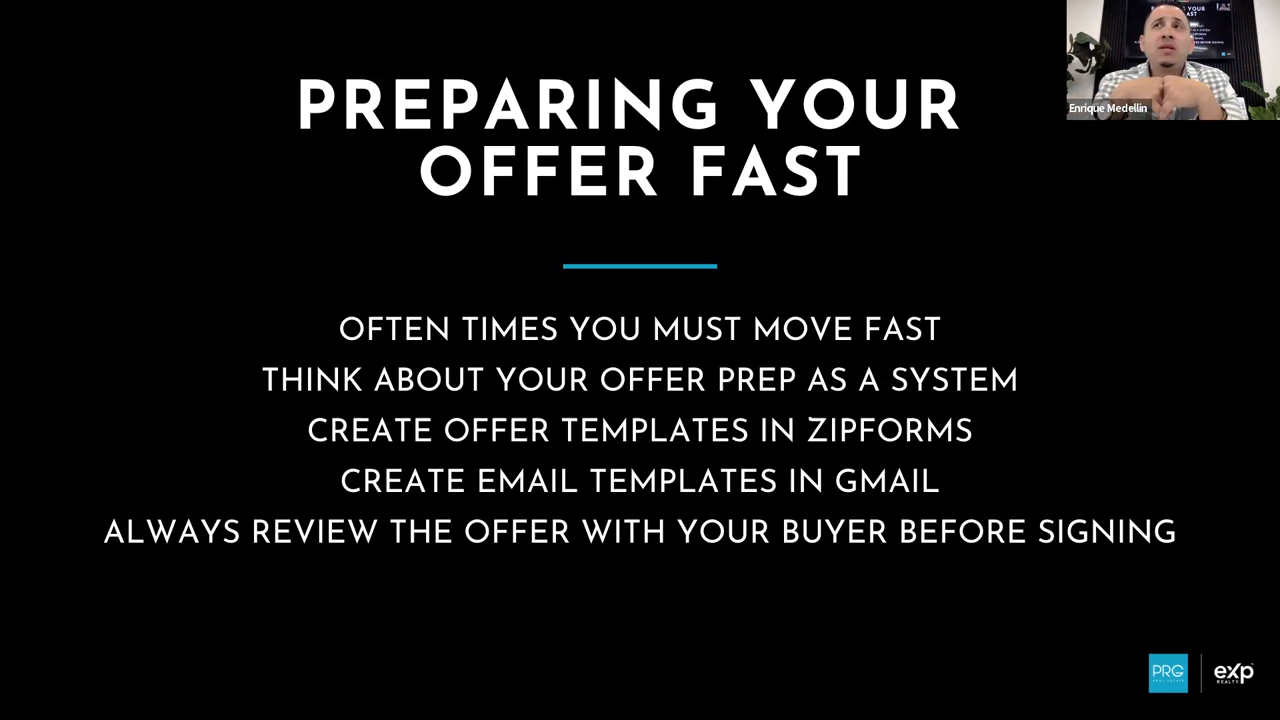 PREPARING YOUR
OFFER FAST
OFTEN TIMES YOU MUST MOVE FAST
THINK ABOUT YOUR OFFER PREP AS A SYSTEM
CREATE OFFER TEMPLATES IN ZIPFORMS
CREATE EMAIL TEMPLATES IN GMAIL
ALWAYS REVIEW THE OFFER WITH YOUR BUYER BEFORE SIGNING
Enrique Medellin
PRG
exp
REALTY